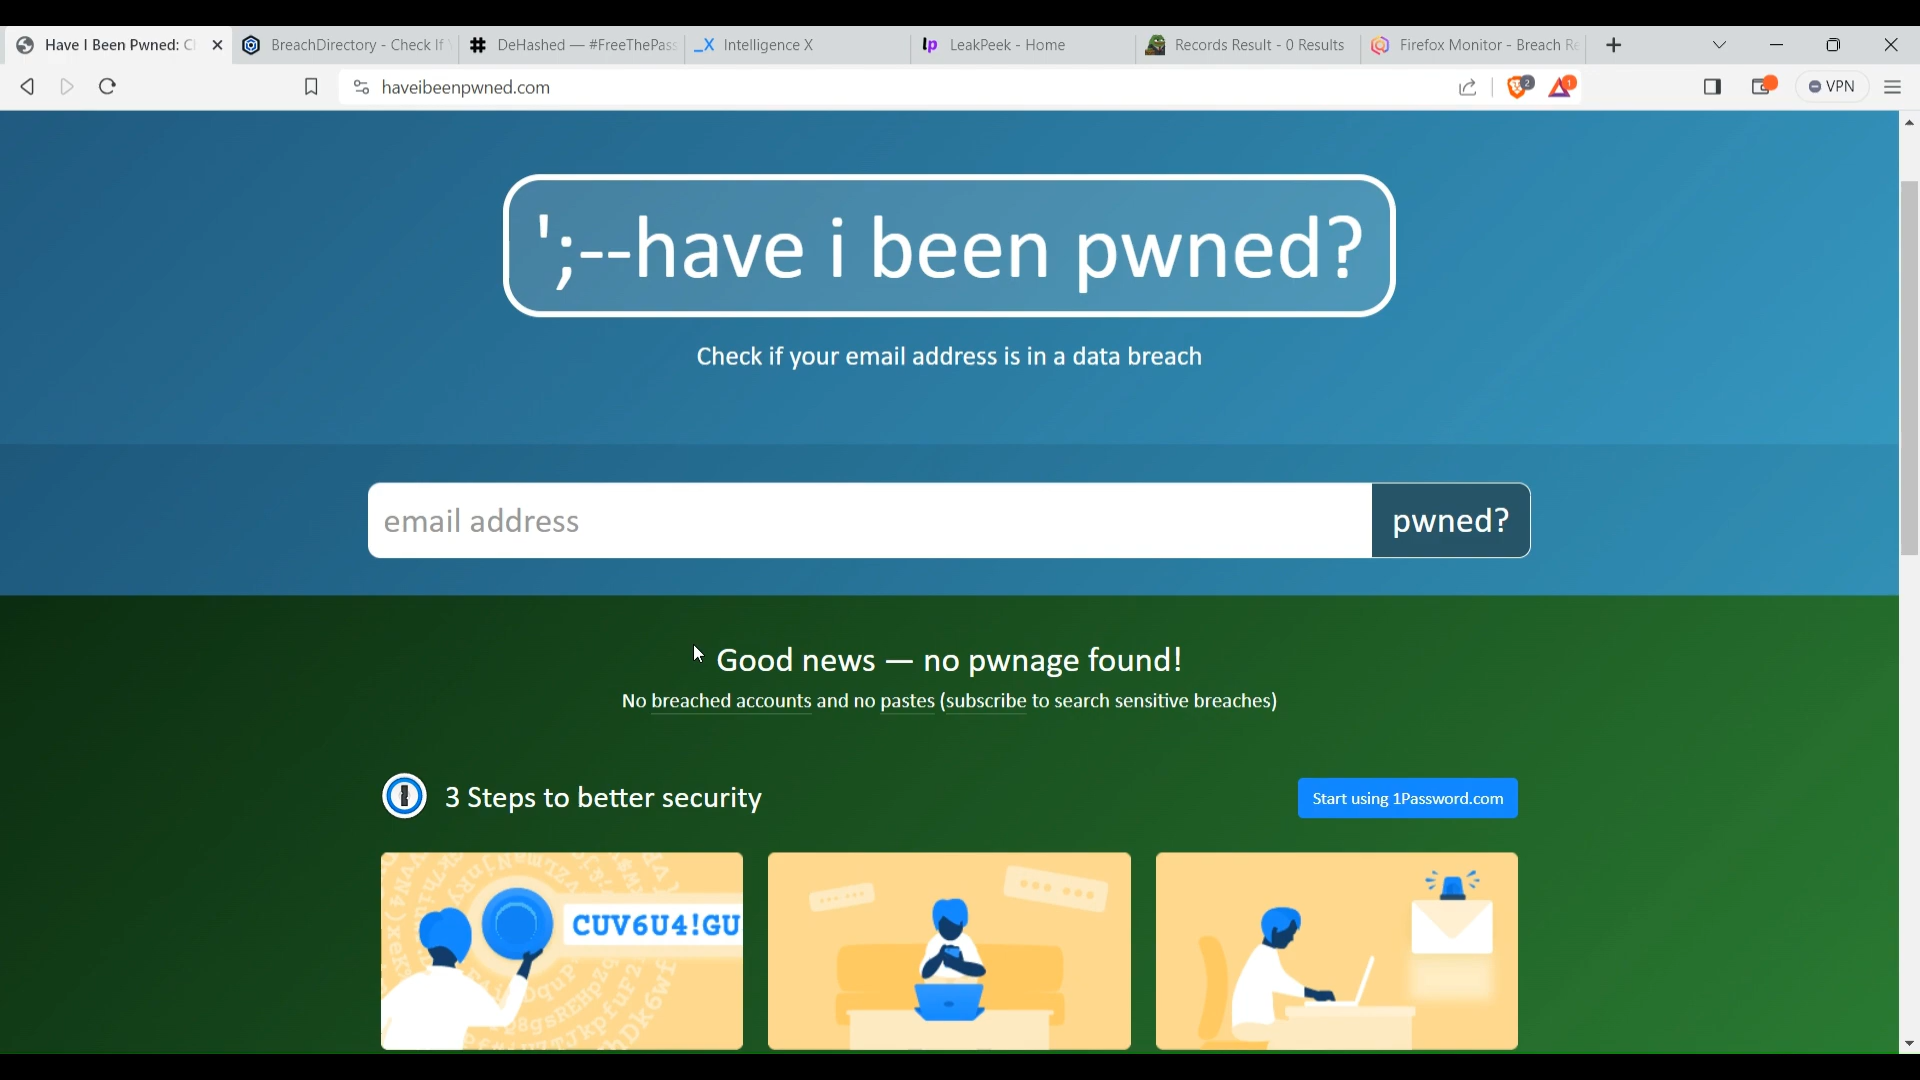 Have I Been Pwned: C
BreachDirectory - Check If
DeHashed — #FreeThePas
Intelligence X
LeakPeek - Home
Records Result - 0 Results
Firefox Monitor - Breach Re
haveibeenpwned.com
2
1
VPN
';--have i been pwned?
Check if your email address is in a data breach
email address
pwned?
Good news — no pwnage found!
No breached accounts and no pastes (subscribe to search sensitive breaches)
3 Steps to better security
Start using 1Password.com
CUV6U4!GU